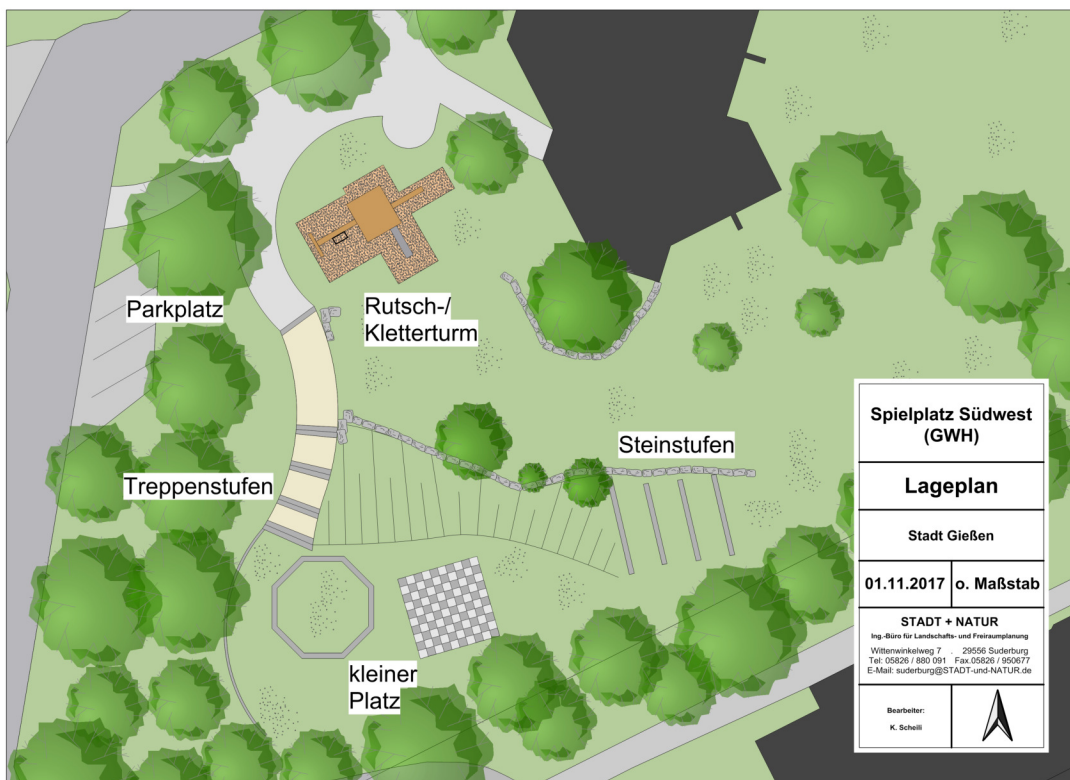 Parkplatz
Rutsch-/
Kletterturm
Steinstufen
Treppenstufen
kleiner
Platz
Spielplatz Südwest
(GWH)
Lageplan
Stadt Gießen
01.11.2017 o. Maßstab
STADT + NATUR
Ing.-Büro für Landschafts- und Freiraumplanung
Wittenwinkelweg 7 . 29556 Suderburg
Tel: 05826 / 880 091 Fax.05826 / 950677
E-Mail: suderburg@STADT-und-NATUR.de
Bearbeiter:
K. Scheili